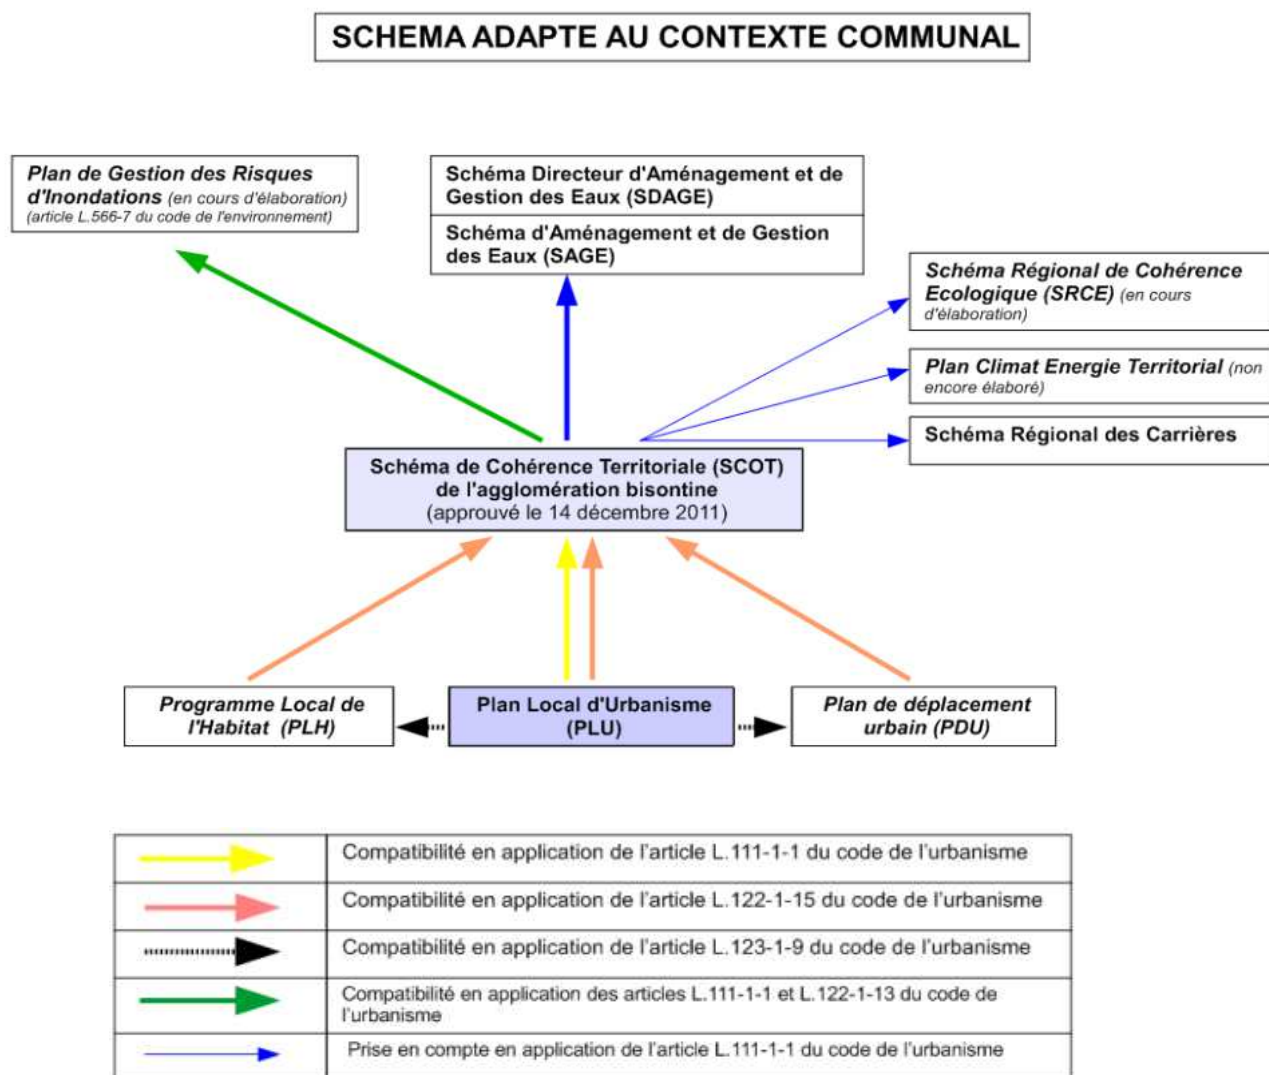 SCHEMA ADAPTE AU CONTEXTE COMMUNAL
Plan de Gestion des Risques
d'Inondations (en cours d'élaboration)
(article L.566-7 du code de l'environnement)
Schéma Directeur d'Aménagement et de
Gestion des Eaux (SDAGE)
Schéma d'Aménagement et de Gestion
des Eaux (SAGE)
Schéma Régional de Cohérence
Ecologique (SRCE) (en cours
d'élaboration)
Plan Climat Energie Territorial (non
encore élaboré)
Schéma Régional des Carrières
Schéma de Cohérence Territoriale (SCOT)
de l'agglomération bisontine
(approuvé le 14 décembre 2011)
Programme Local de
l'Habitat (PLH)
Plan Local d'Urbanisme
(PLU)
Plan de déplacement
urbain (PDU)
Compatibilité en application de l'article L.111-1-1 du code de l'urbanisme
Compatibilité en application de l'article L.122-1-15 du code de l'urbanisme
Compatibilité en application de l'article L.123-1-9 du code de l'urbanisme
Compatibilité en application des articles L.111-1-1 et L.122-1-13 du code de
l'urbanisme
Prise en compte en application de l'article L.111-1-1 du code de l'urbanisme